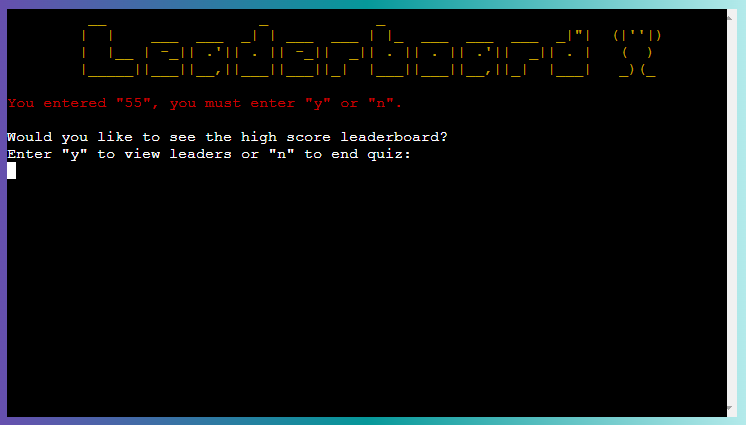 Leaderboard
You entered "55", you must enter "y" or "n".
Would you like to see the high score leaderboard?
Enter "y" to view leaders or "n" to end quiz: